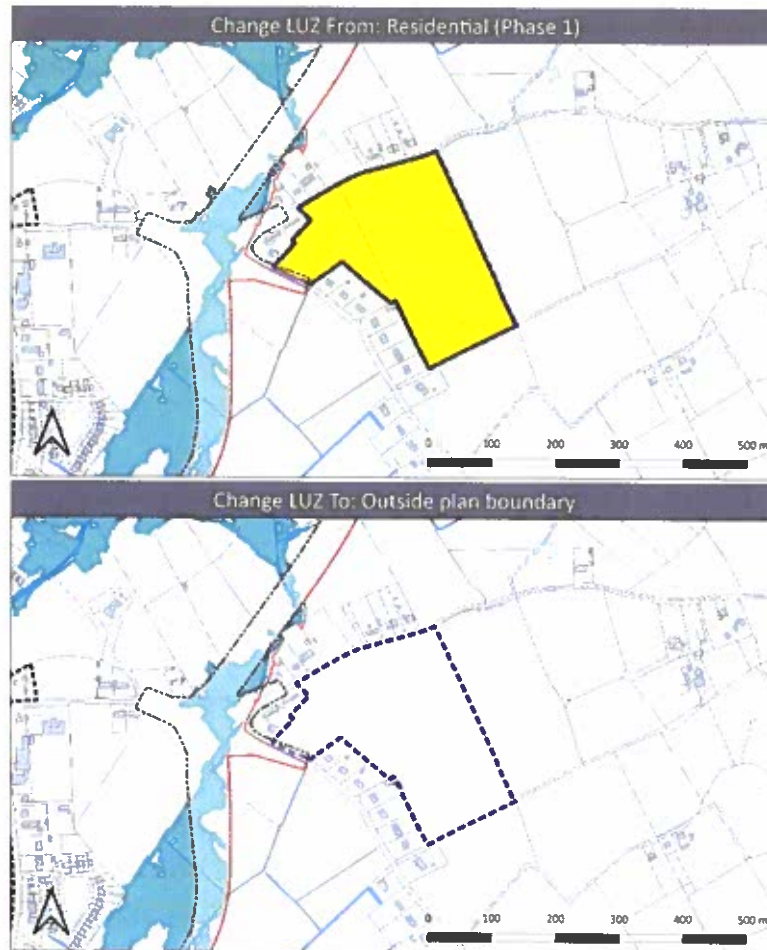 Change LUZ From: Residential (Phase 1)
0 100 200 300 400 500 m
Change LUZ To: Outside plan boundary
0 100 200 300 400 500 m